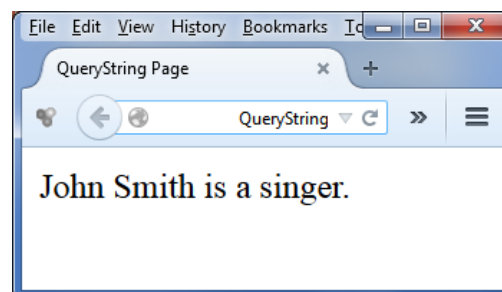 File Edit View History Bookmarks
QueryString Page
QueryString
John Smith is a singer.